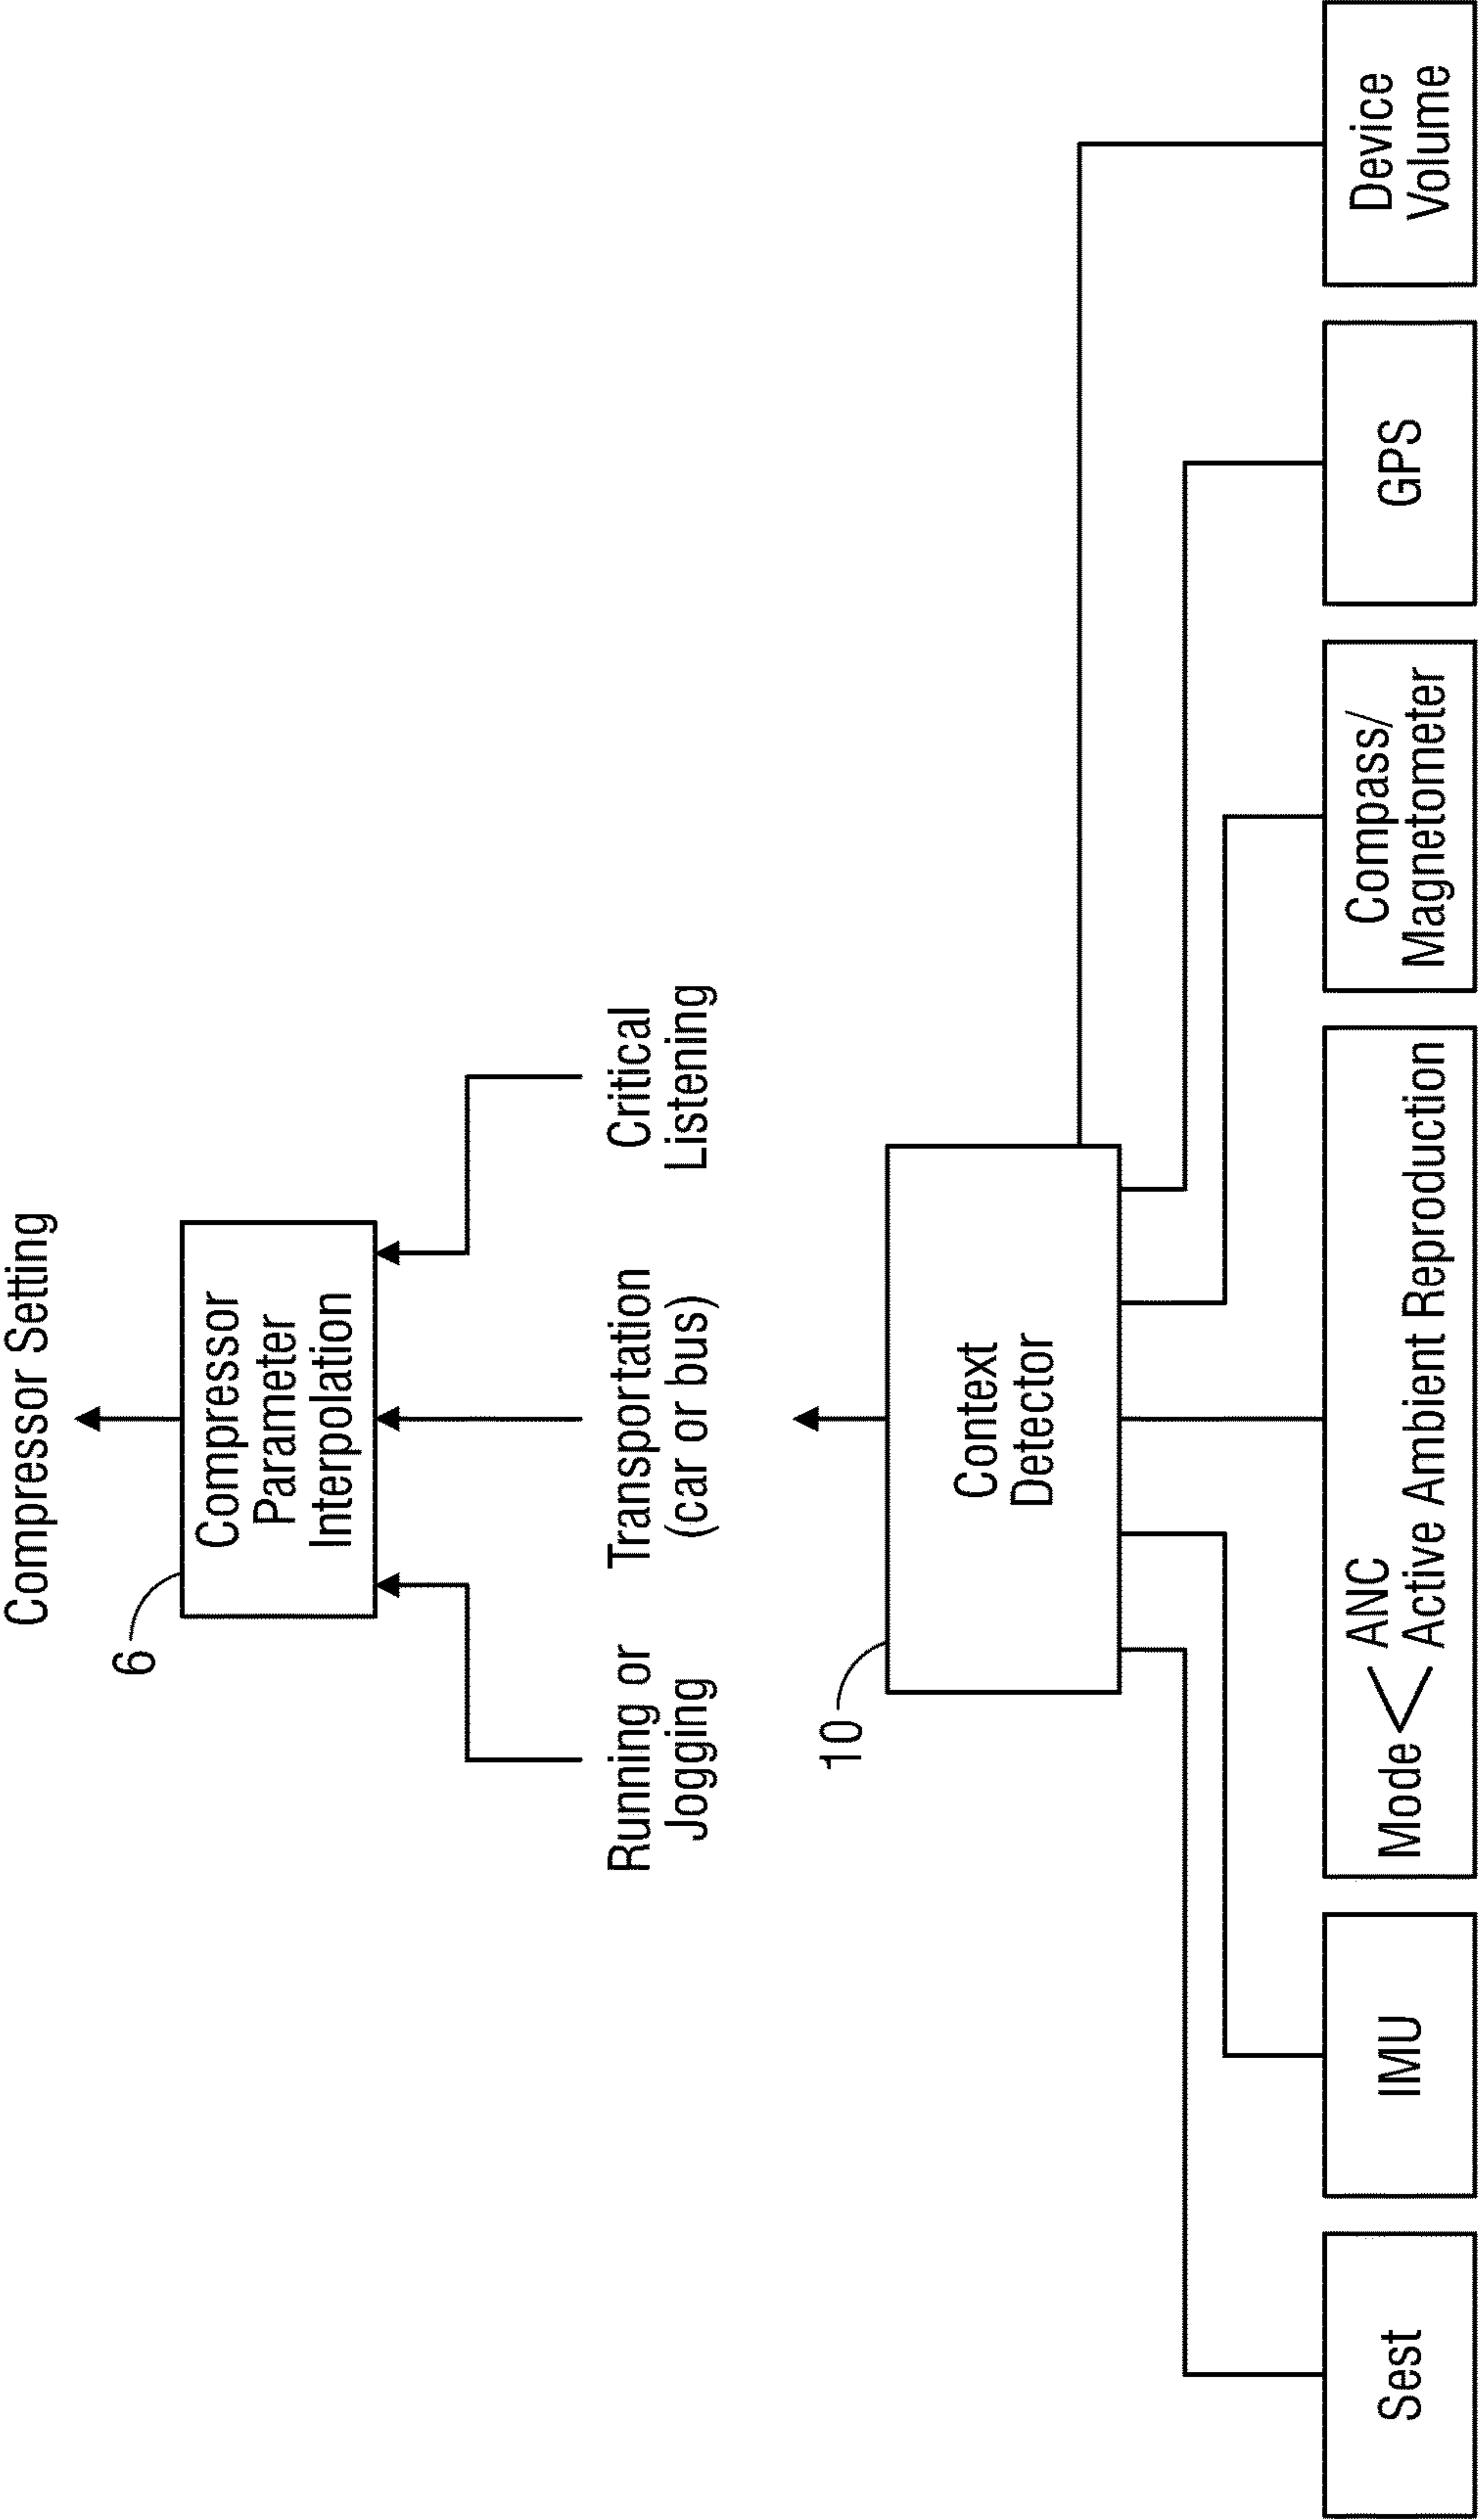 Compressor Setting
6
Compressor
Parameter
Interpolation
Running or
Jogging
Transportation
(car or bus)
Critical
Listening
10
Context
Detector
Sest
IMU
Mode
ANC
Active Ambient Reproduction
Compass/
Magnetometer
GPS
Device
Volume